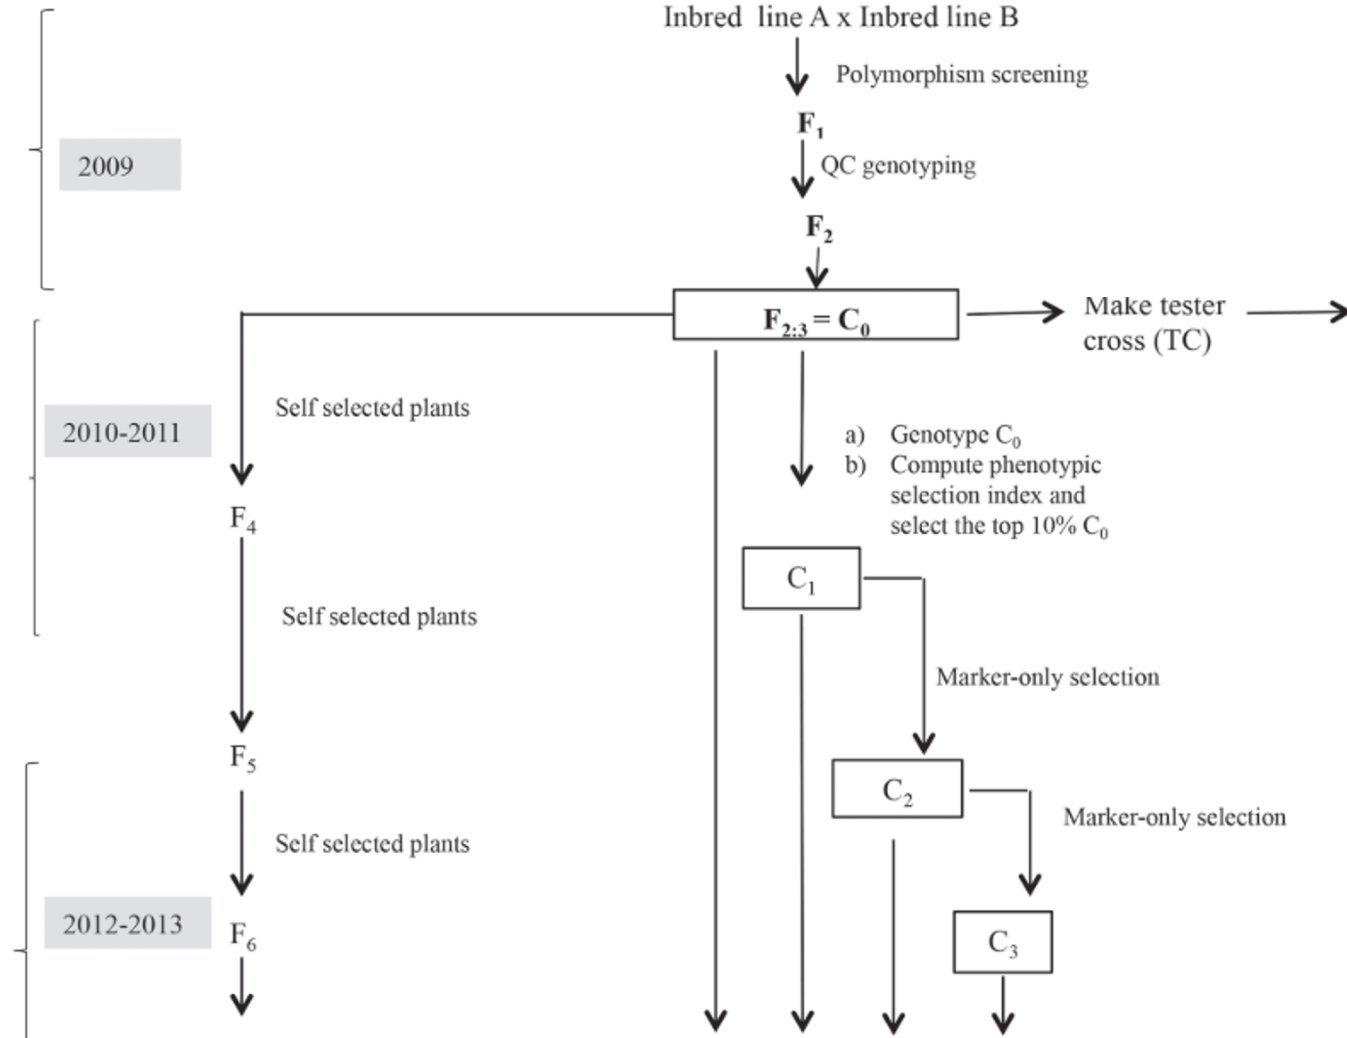 Inbred line A x Inbred line B
Polymorphism screening
F₁
2009
QC genotyping
F₂
F₂:₃ = C₀
Make tester
cross (TC)
Self selected plants
2010-2011
a) Genotype C₀
b) Compute phenotypic
selection index and
select the top 10% C₀
F₄
C₁
Self selected plants
Marker-only selection
F₅
C₂
Marker-only selection
Self selected plants
2012-2013
F₆
C₃